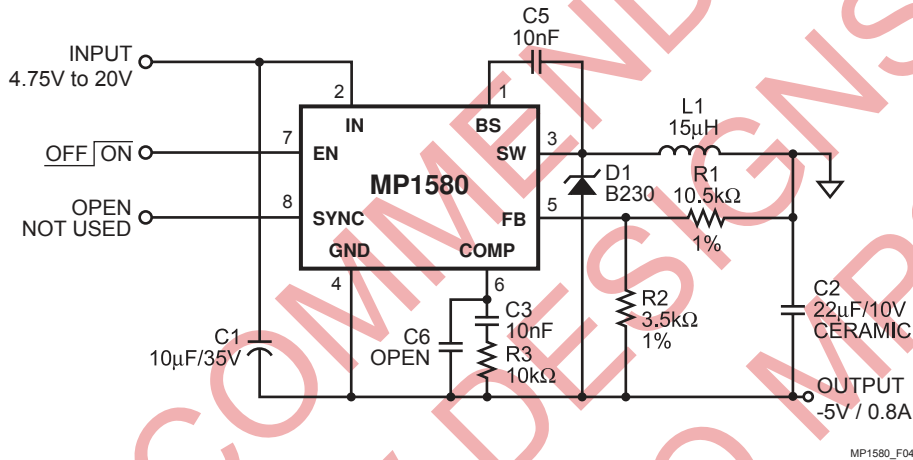 C5
10nF
INPUT
4.75V to 20V
2
1
IN
BS
L1
15µH
7
EN
SW
3
OFF ON
MP1580
D1
B230
R1
10.5kΩ
1%
OPEN
NOT USED
8
SYNC
FB
5
GND
COMP
4
6
C1
10µF/35V
C6
OPEN
C3
10nF
R3
10kΩ
R2
3.5kΩ
1%
C2
22µF/10V
CERAMIC
OUTPUT
-5V / 0.8A
MP1580_F04
COMMEND
DESIGNS
O MP